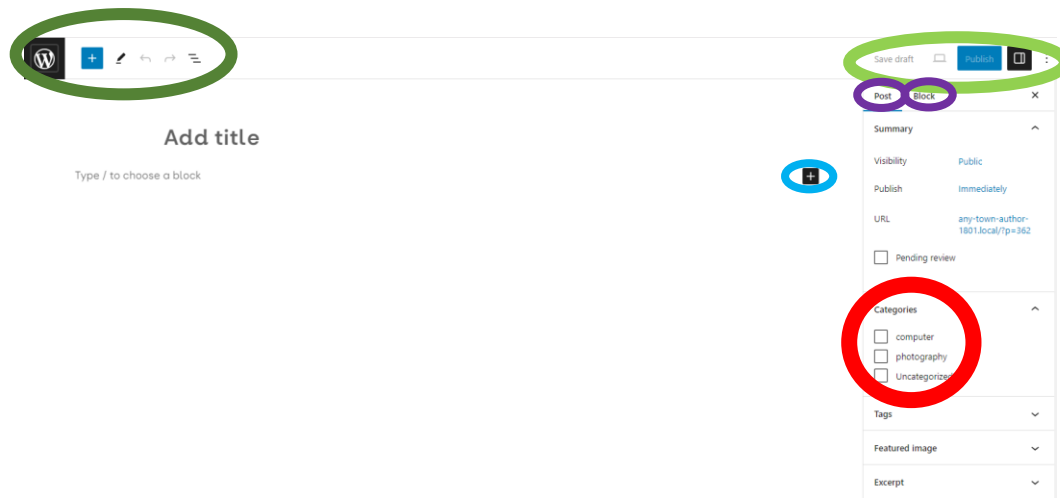 Save draft Publish
Post Block
Add title
Summary
Type / to choose a block
Visibility Public
Publish Immediately
URL any-town-author-
1801.local/?p=362
Pending review
Categories
computer
photography
Uncategorized
Tags
Featured image
Excerpt